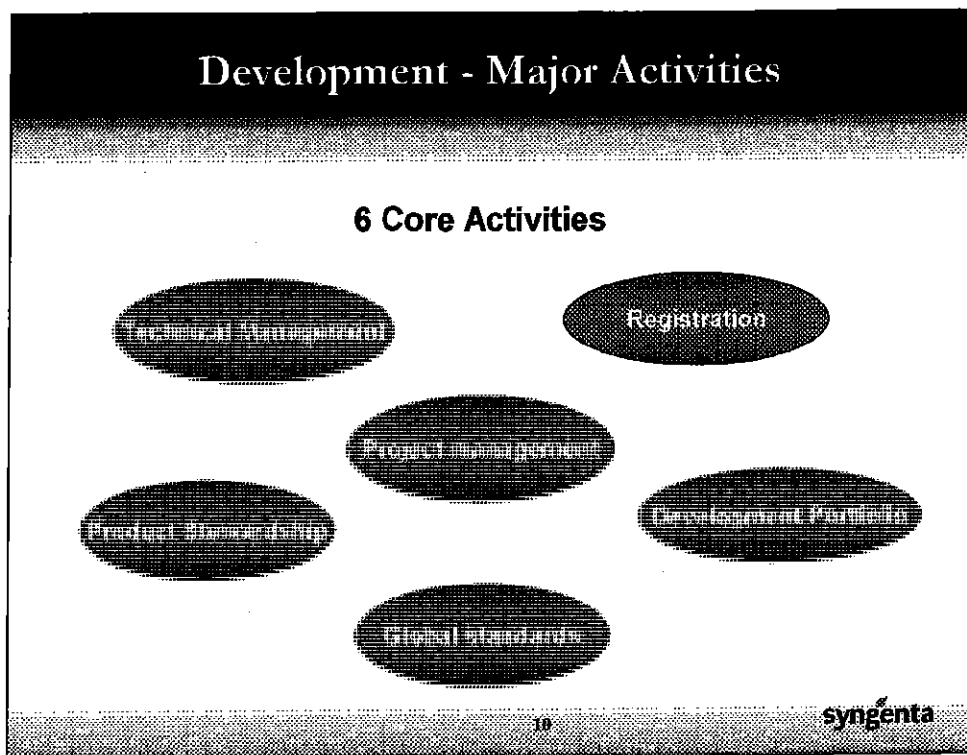 Development - Major Activities
6 Core Activities
Technical Management
Registration
Project management
Product Stewardship
Development Portfolio
Global standards
10
syngenta